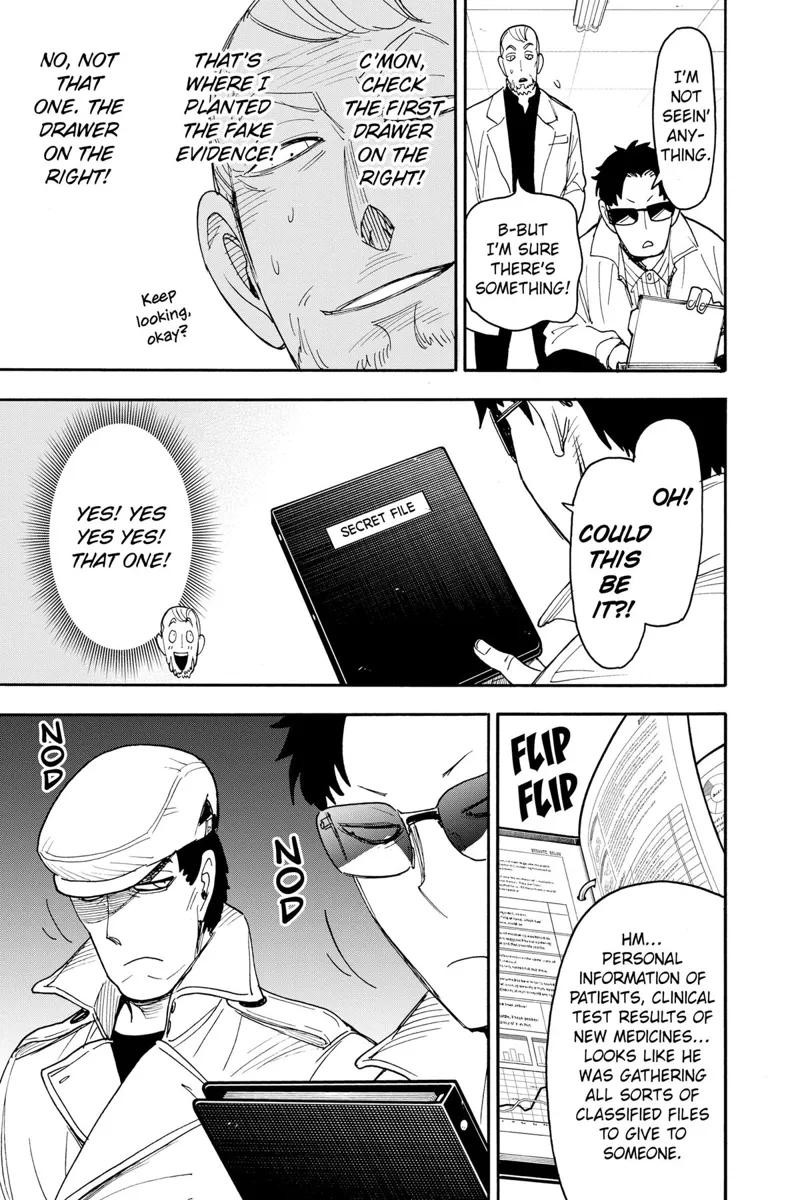 I'M
NOT
SEEIN'
ANY-
THING.
B-BUT
I'M SURE
THERE'S
SOMETHING!
C'MON,
CHECK
THE FIRST
DRAWER
ON THE
RIGHT!
THAT'S
WHERE I
PLANTED
THE FAKE
EVIDENCE!
NO, NOT
THAT
ONE. THE
DRAWER
ON THE
RIGHT!
Keep
looking,
okay?
OH!
COULD
THIS
BE
IT?!
SECRET FILE
YES! YES
YES YES!
THAT ONE!
FLIP
FLIP
HM...
PERSONAL
INFORMATION OF
PATIENTS, CLINICAL
TEST RESULTS OF
NEW MEDICINES...
LOOKS LIKE HE
WAS GATHERING
ALL SORTS OF
CLASSIFIED FILES
TO GIVE TO
SOMEONE.
NOD
NOD